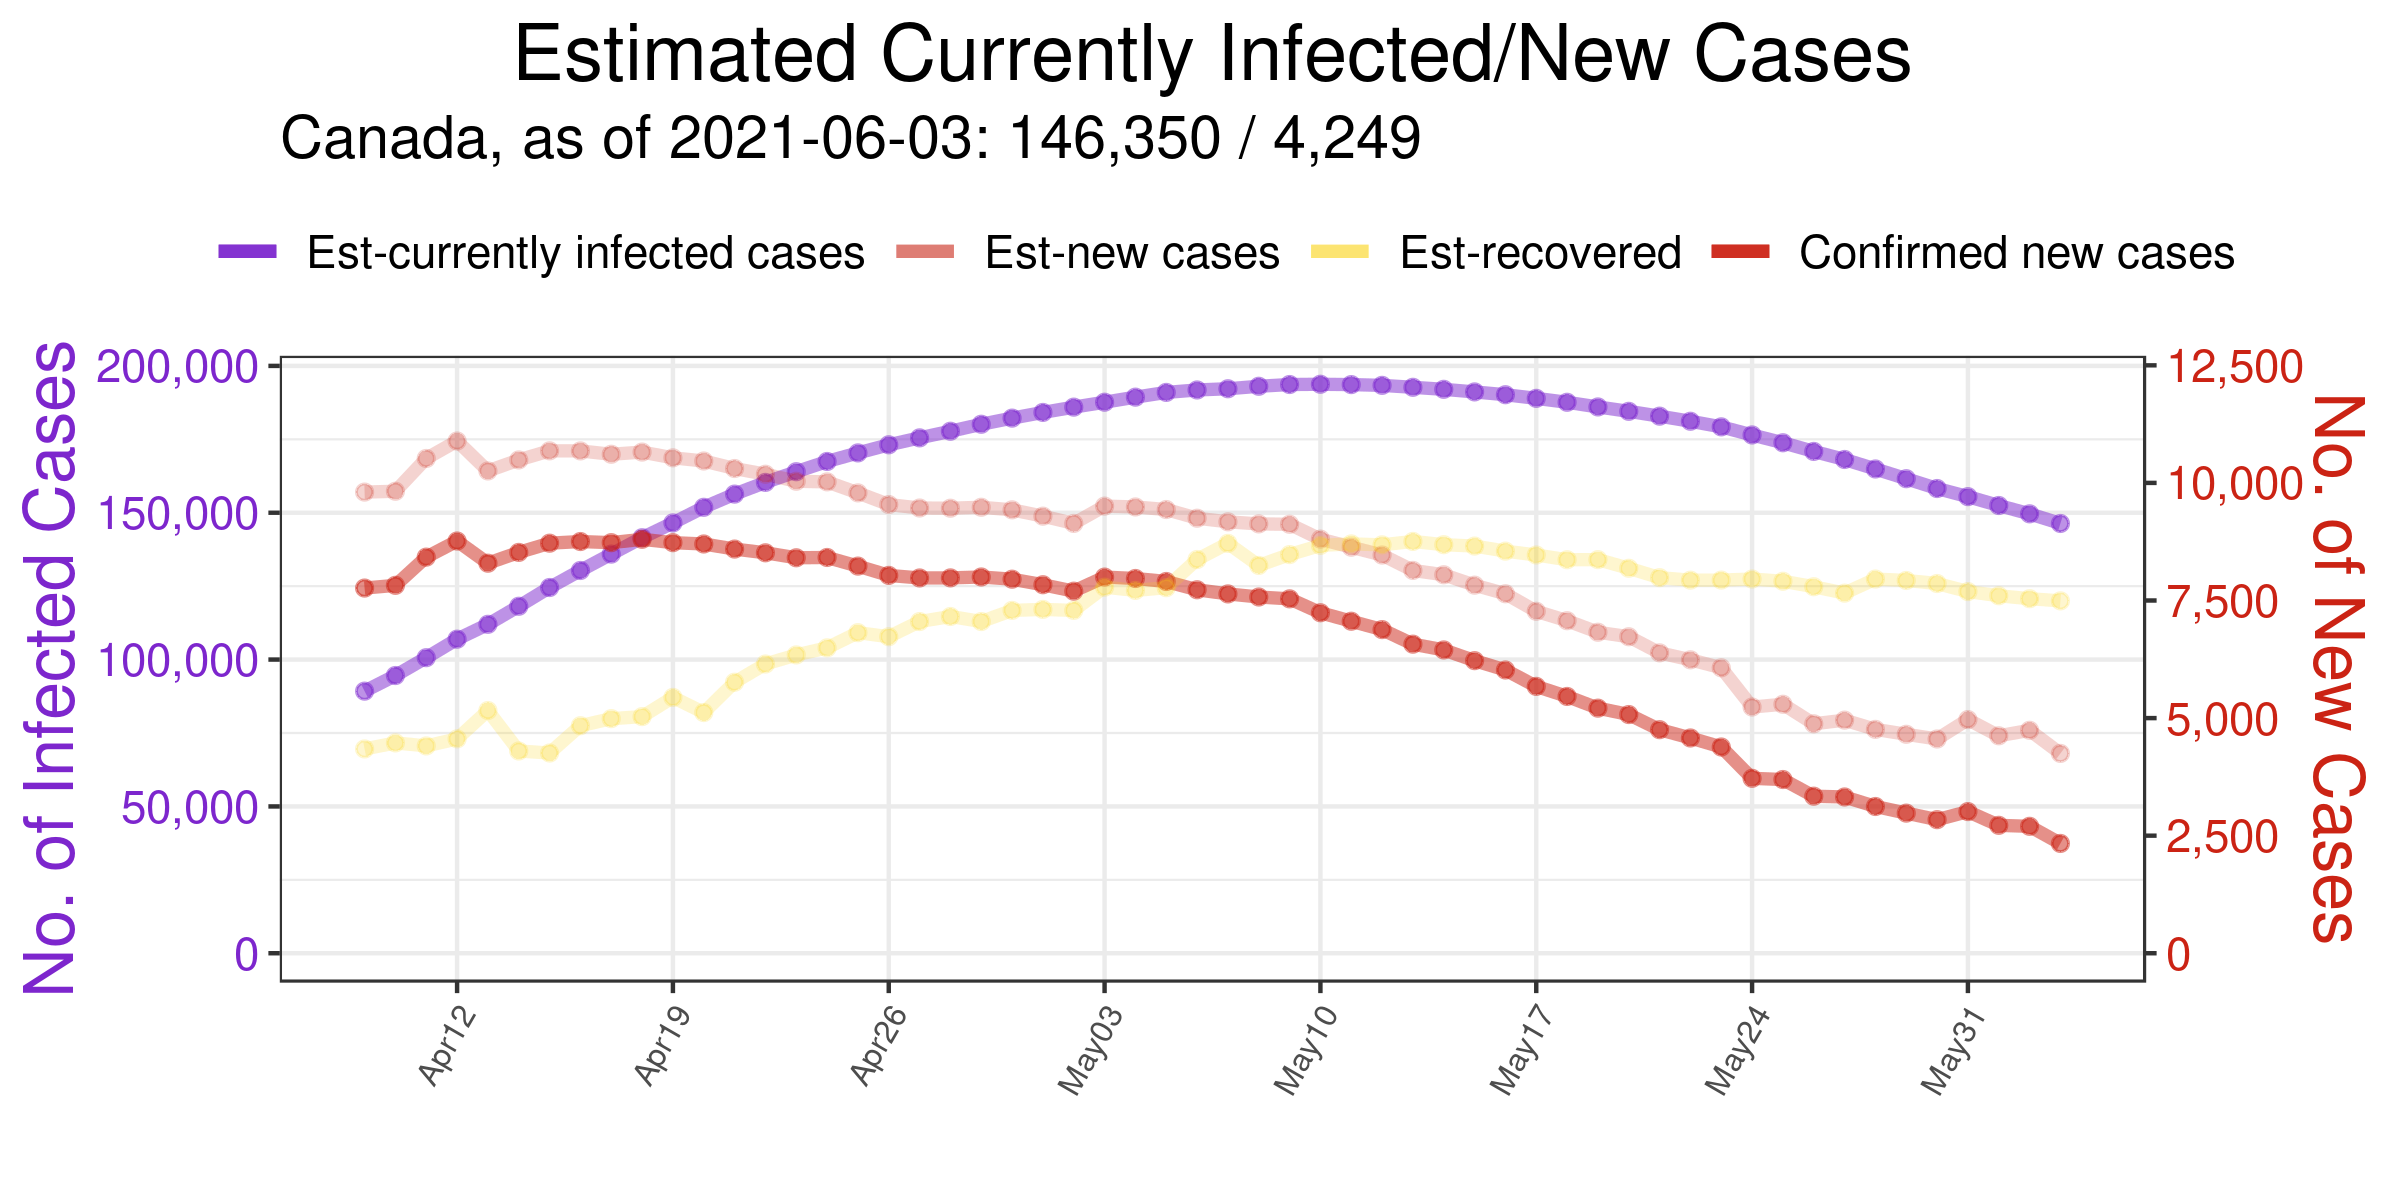 Estimated Currently Infected/New Cases
Canada, as of 2021-06-03: 146,350 / 4,249
Est-currently infected cases Est-new cases Est-recovered Confirmed new cases
No. of Infected Cases
200,000
150,000
100,000
50,000
0
12,500
10,000
7,500
5,000
2,500
0
No. of New Cases
Apr12 Apr19 Apr26 May03 May10 May17 May24 May31